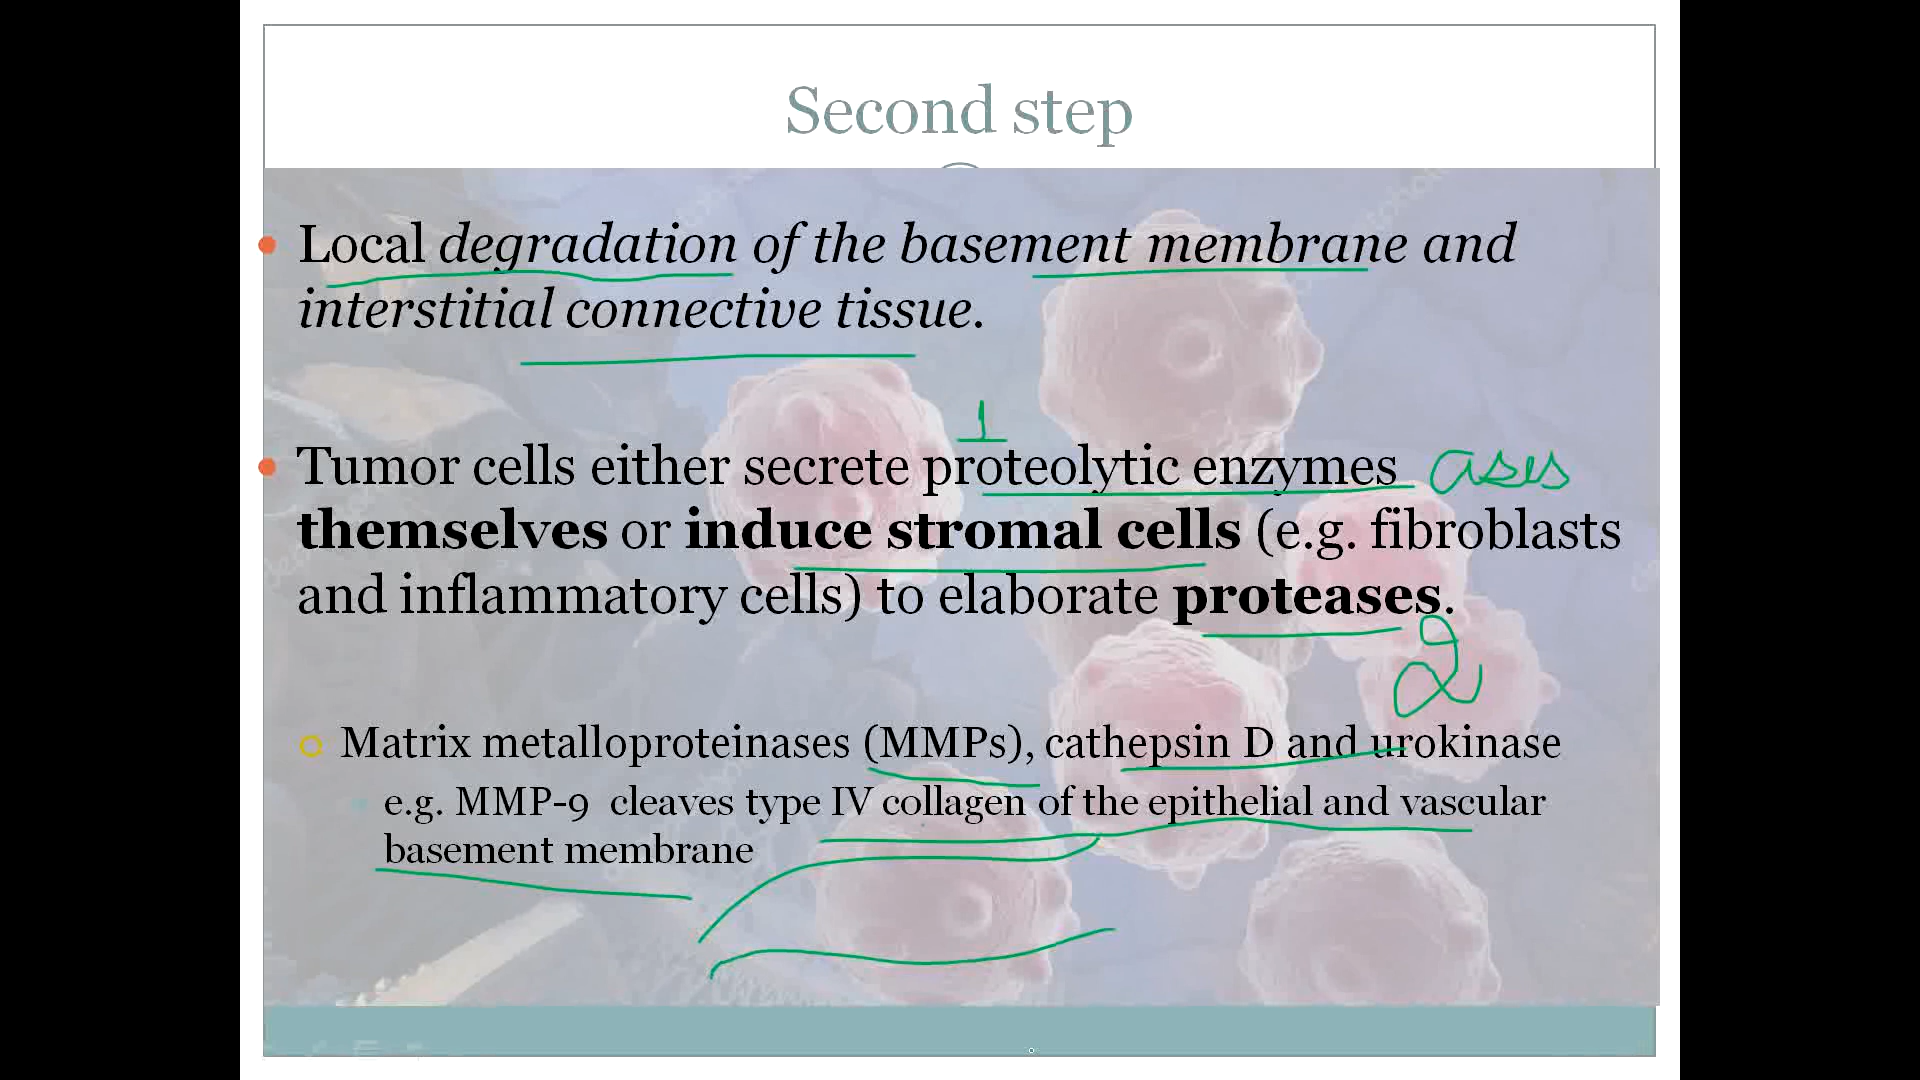 Second step
Local degradation of the basement membrane and
interstitial connective tissue.
1
Tumor cells either secrete proteolytic enzymes ases
themselves or induce stromal cells (e.g. fibroblasts
and inflammatory cells) to elaborate proteases.
2
Matrix metalloproteinases (MMPs), cathepsin D and urokinase
e.g. MMP-9 cleaves type IV collagen of the epithelial and vascular
basement membrane